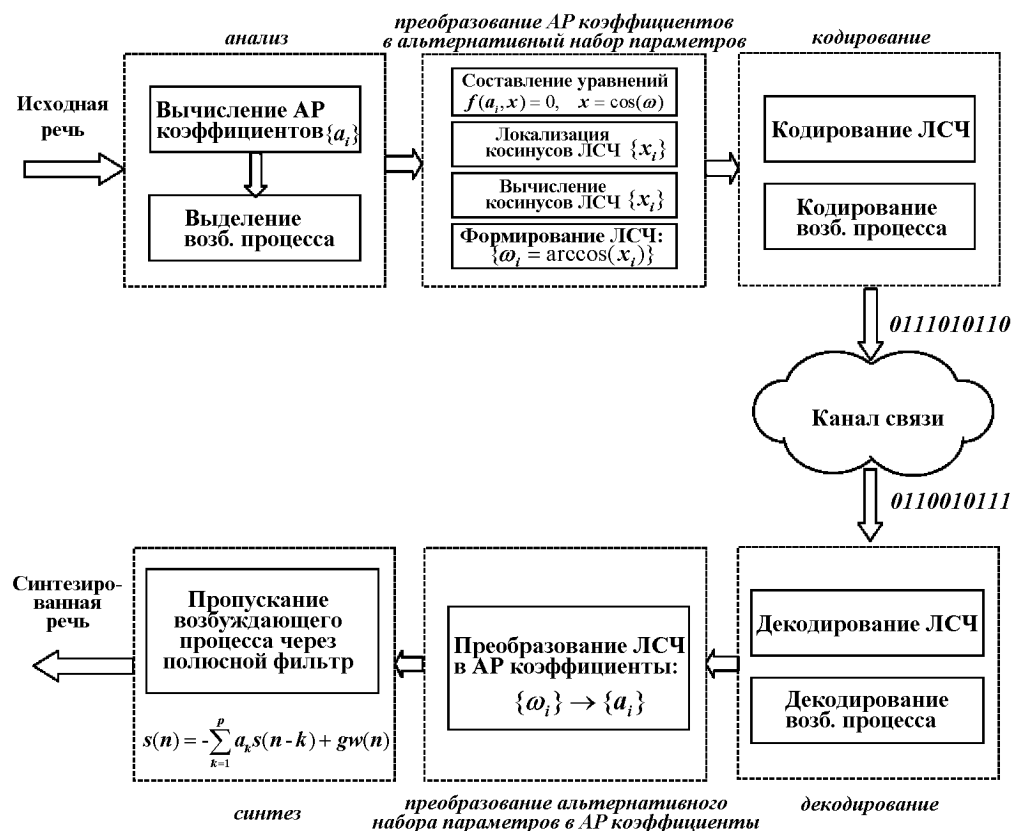 анализ
преобразование АР коэффициентов
в альтернативный набор параметров
кодирование
Исходная
речь
Вычисление АР
коэффициентов {a_i}
Выделение
возб. процесса
Составление уравнений
f(a_i, x) = 0,   x = cos(ω)
Локализация
косинусов ЛСЧ {x_i}
Вычисление
косинусов ЛСЧ {x_i}
Формирование ЛСЧ:
{ω_i = arccos(x_i)}
Кодирование ЛСЧ
Кодирование
возб. процесса
0111010110
Канал связи
0110010111
Декодирование ЛСЧ
Декодирование
возб. процесса
декодирование
Преобразование ЛСЧ
в АР коэффициенты:
{ω_i} → {a_i}
преобразование альтернативного
набора параметров в АР коэффициенты
Пропускание
возбуждающего
процесса через
полюсной фильтр
s(n) = -∑_{k=1}^{p} a_k s(n-k) + gw(n)
синтез
Синтезиро-
ванная
речь